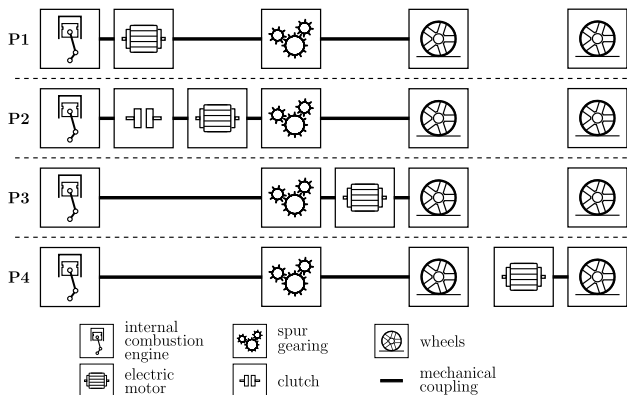 P1
P2
P3
P4
internal
combustion
engine
spur
gearing
wheels
electric
motor
clutch
mechanical
coupling